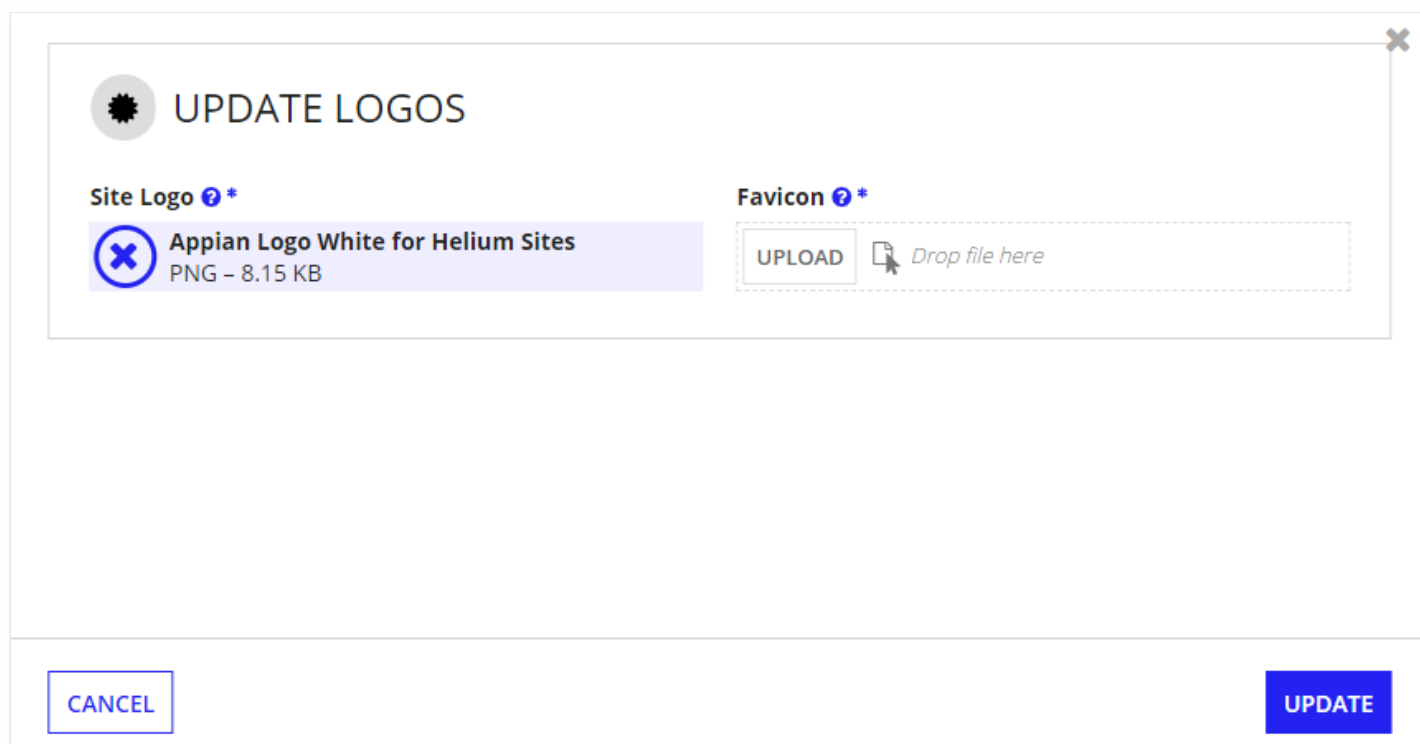 UPDATE LOGOS
Site Logo ? *
Favicon ? *
Appian Logo White for Helium Sites
PNG – 8.15 KB
UPLOAD
Drop file here
CANCEL
UPDATE